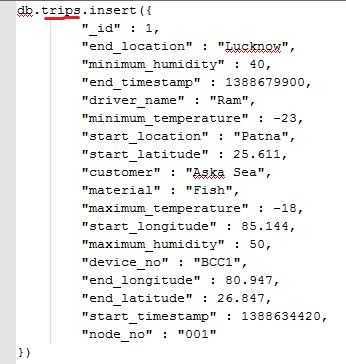 db.trips.insert({
"_id" : 1,
"end_location" : "Lucknow",
"minimum_humidity" : 40,
"end_timestamp" : 1388679900,
"driver_name" : "Ram",
"minimum_temperature" : -23,
"start_location" : "Patna",
"start_latitude" : 25.611,
"customer" : "Aska Sea",
"material" : "Fish",
"maximum_temperature" : -18,
"start_longitude" : 85.144,
"maximum_humidity" : 50,
"device_no" : "BCC1",
"end_longitude" : 80.947,
"end_latitude" : 26.847,
"start_timestamp" : 1388634420,
"node_no" : "001"
})